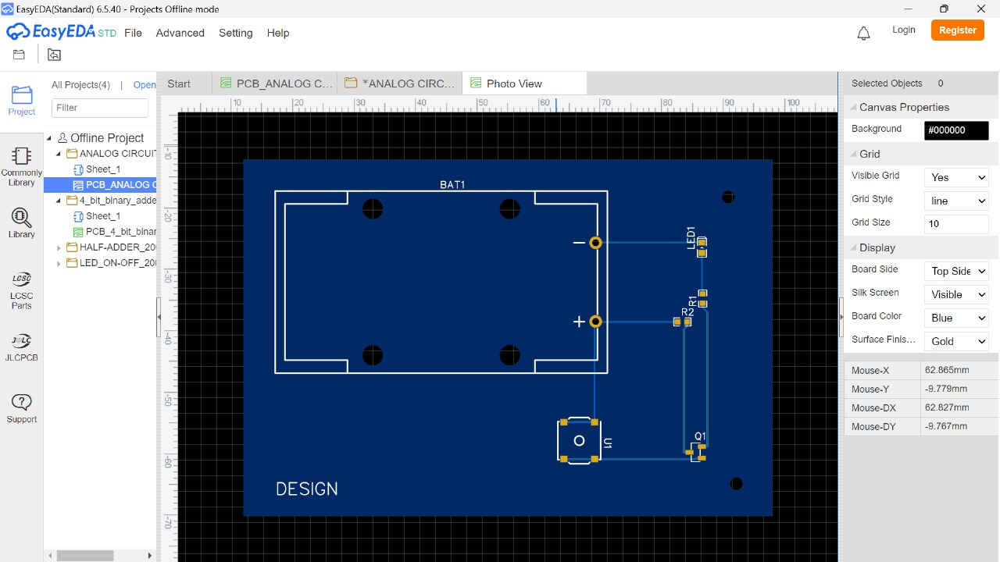 EasyEDA(Standard) 6.5.40 - Projects Offline mode
EasyEDA STD File Advanced Setting Help
Login Register
All Projects(4) | Open
Filter
Project
Commonly
Library
Library
LCSC
LCSC
Parts
J@LC
JLCPCB
Support
Offline Project
ANALOG CIRCUIT
Sheet_1
PCB_ANALOG C
4_bit_binary_adde
Sheet_1
PCB_4_bit_binar
HALF-ADDER_20
LED_ON-OFF_20
Start PCB_ANALOG C... *ANALOG CIRC... Photo View
10 20 30 40 50 60 70 80 90 100
-10
-20
-30
-40
-50
-60
-70
BAT1
−
+
LED1
R1
R2
U1
Q1
DESIGN
Selected Objects 0
Canvas Properties
Background #000000
Grid
Visible Grid Yes
Grid Style line
Grid Size 10
Display
Board Side Top Side
Silk Screen Visible
Board Color Blue
Surface Finis... Gold
Mouse-X 62.865mm
Mouse-Y -9.779mm
Mouse-DX 62.827mm
Mouse-DY -9.767mm